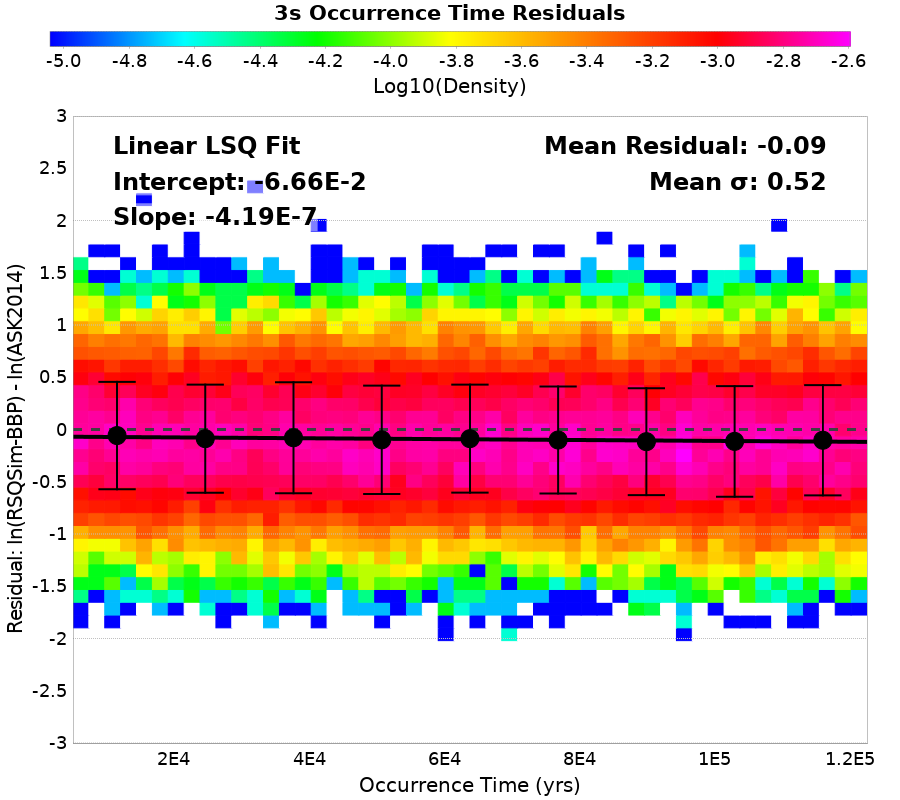 3s Occurrence Time Residuals
-5.0 -4.8 -4.6 -4.4 -4.2 -4.0 -3.8 -3.6 -3.4 -3.2 -3.0 -2.8 -2.6
Log10(Density)
Linear LSQ Fit
Intercept: -6.66E-2
Slope: -4.19E-7
Mean Residual: -0.09
Mean σ: 0.52
Residual: ln(RSQSim-BBP) - ln(ASK2014)
3
2.5
2
1.5
1
0.5
0
-0.5
-1
-1.5
-2
-2.5
-3
2E4 4E4 6E4 8E4 1E5 1.2E5
Occurrence Time (yrs)